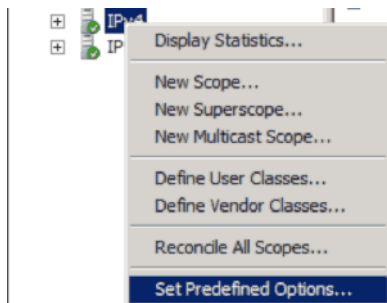 IPv4
IP
Display Statistics...
New Scope...
New Superscope...
New Multicast Scope...
Define User Classes...
Define Vendor Classes...
Reconcile All Scopes...
Set Predefined Options...